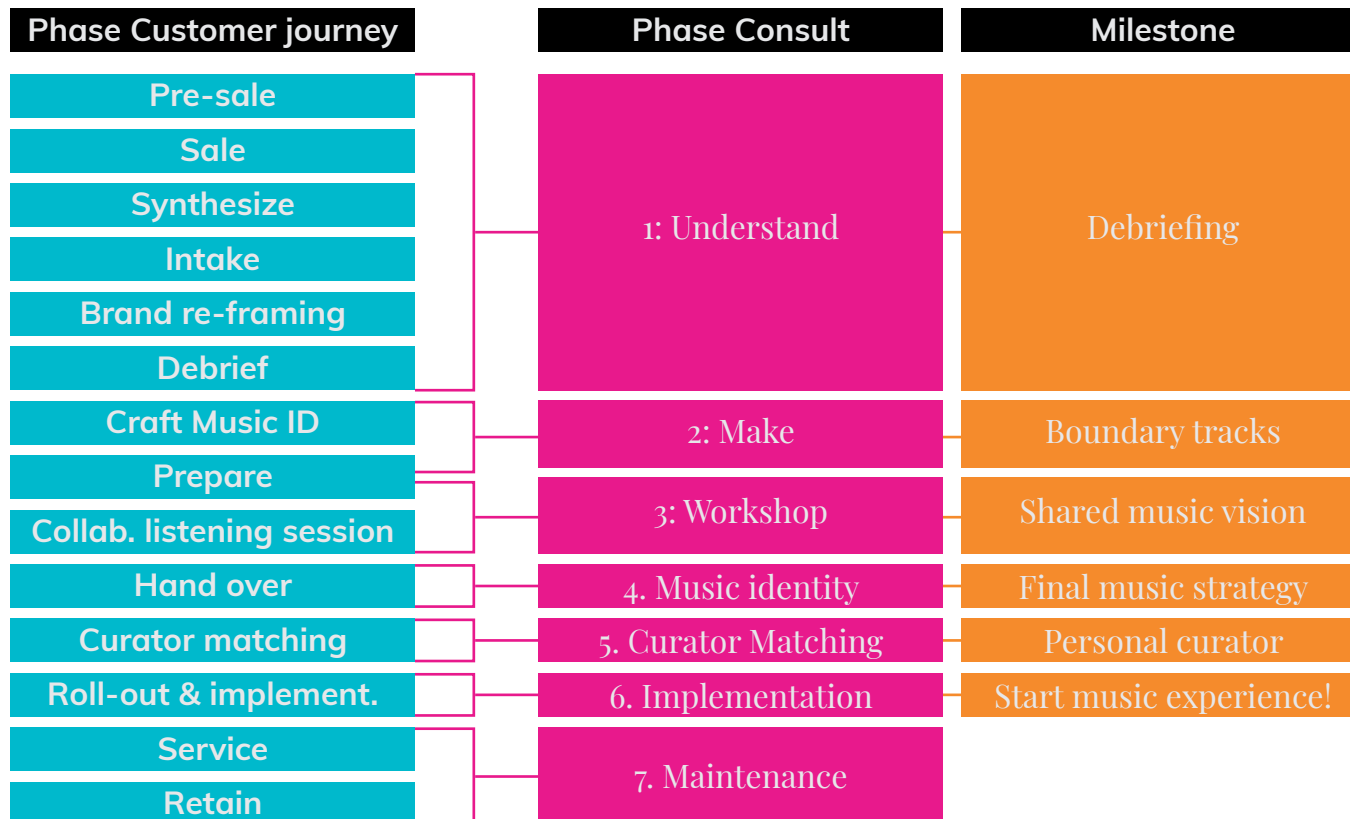 Phase Customer journey
Phase Consult
Milestone
Pre-sale
Sale
Synthesize
Intake
Brand re-framing
Debrief
1: Understand
Debriefing
Craft Music ID
Prepare
2: Make
Boundary tracks
Collab. listening session
3: Workshop
Shared music vision
Hand over
4. Music identity
Final music strategy
Curator matching
5. Curator Matching
Personal curator
Roll-out & implement.
6. Implementation
Start music experience!
Service
Retain
7. Maintenance